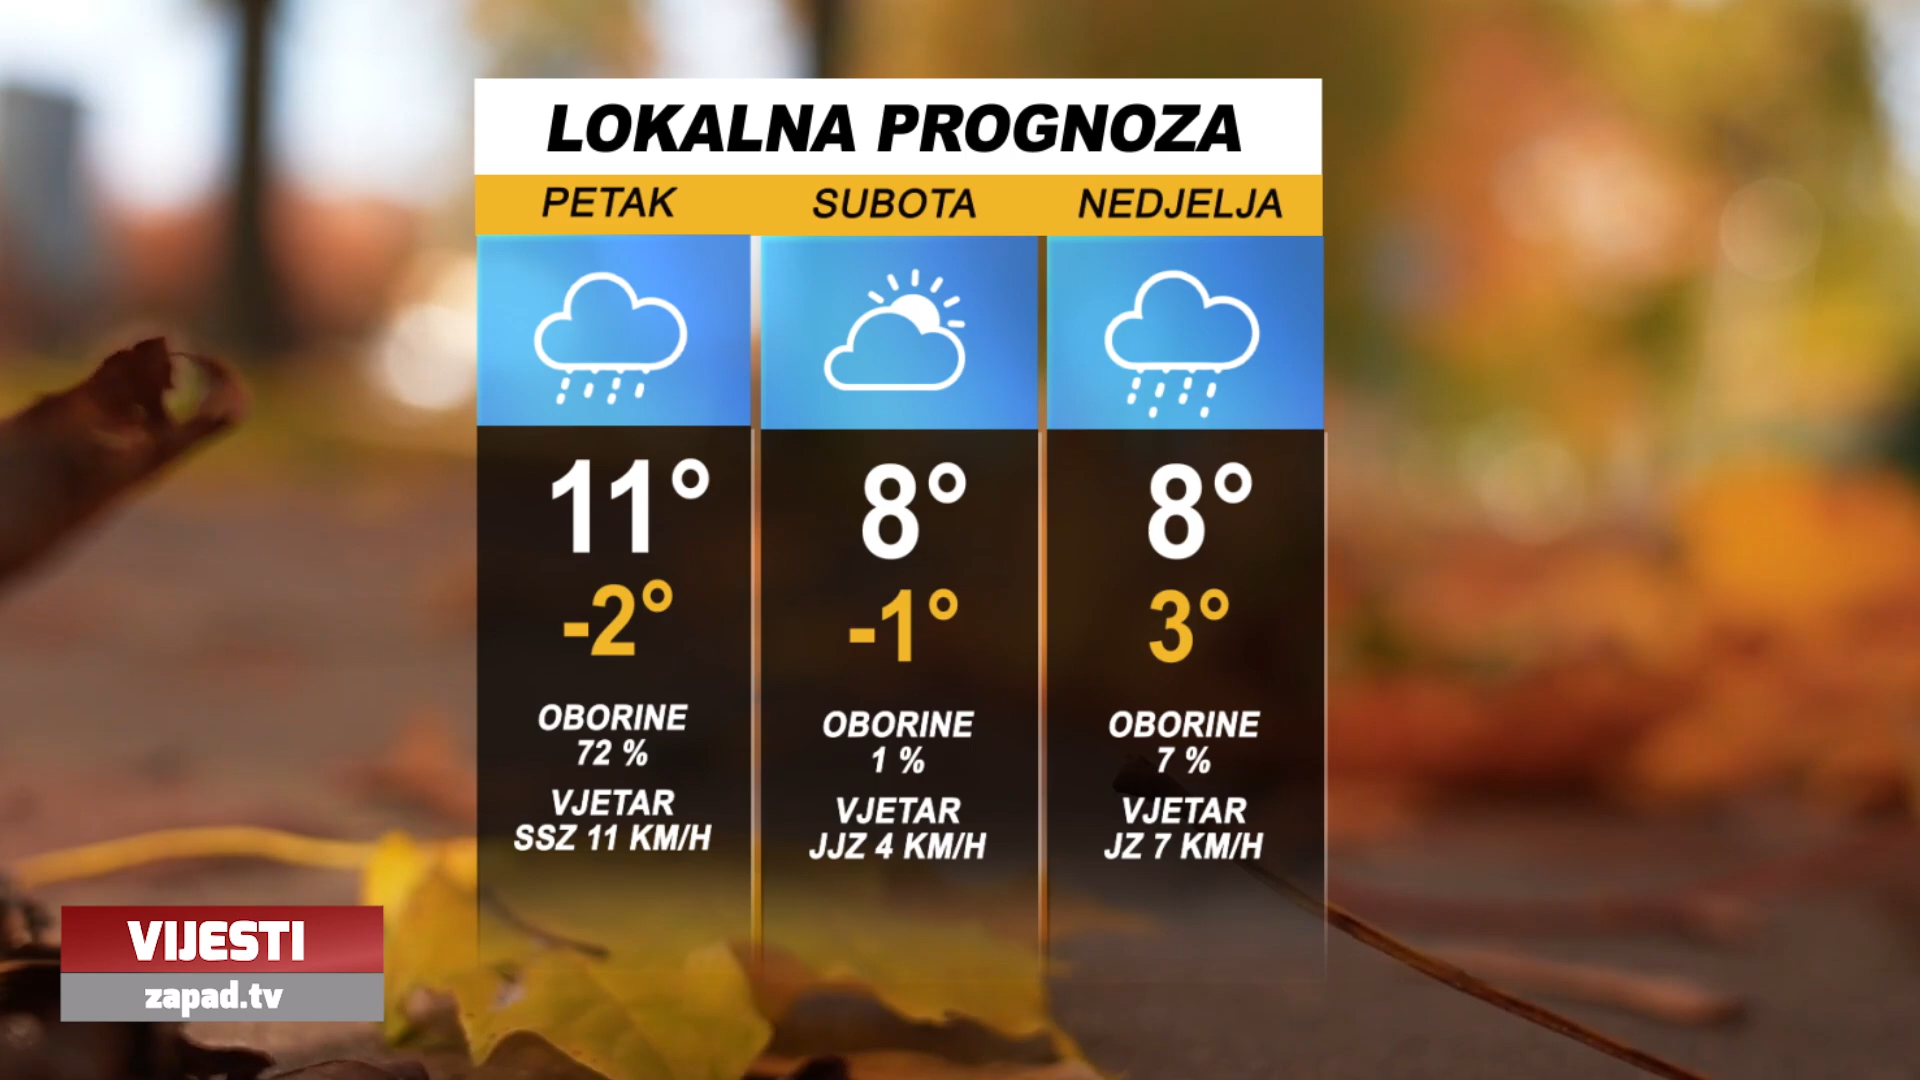 LOKALNA PROGNOZA
PETAK
SUBOTA
NEDJELJA
11°
-2°
OBORINE
72 %
VJETAR
SSZ 11 KM/H
8°
-1°
OBORINE
1 %
VJETAR
JJZ 4 KM/H
8°
3°
OBORINE
7 %
VJETAR
JZ 7 KM/H
VIJESTI
zapad.tv